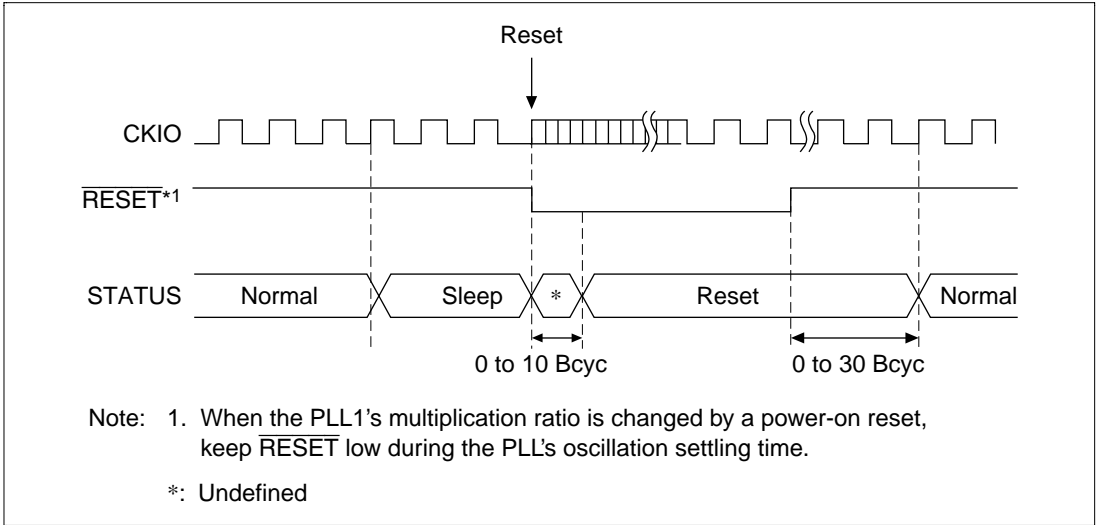 Reset
CKIO
RESET*1
STATUS Normal Sleep * Reset Normal
0 to 10 Bcyc 0 to 30 Bcyc
Note: 1. When the PLL1's multiplication ratio is changed by a power-on reset,
keep RESET low during the PLL's oscillation settling time.
*: Undefined